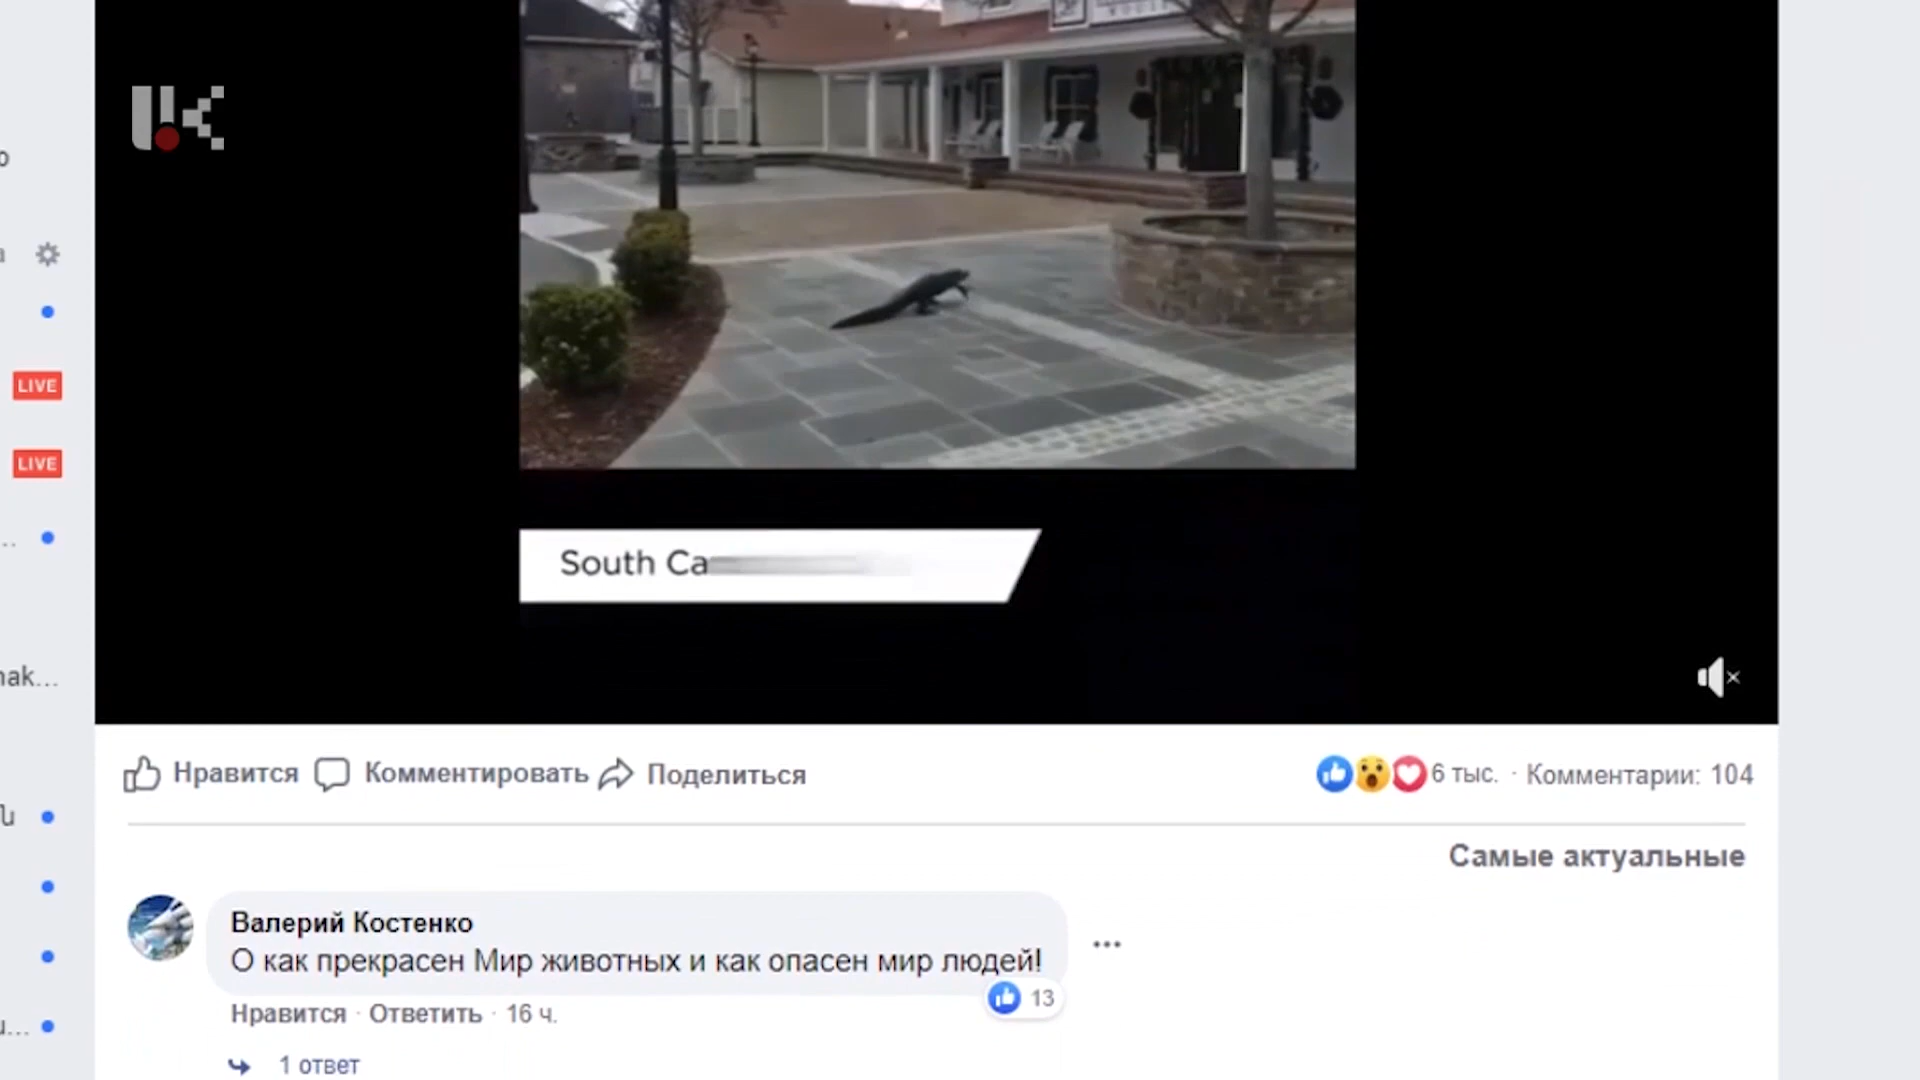 LIVE
LIVE
South Ca
nak...
Нравится Комментировать Поделиться
6 тыс. · Комментарии: 104
Самые актуальные
Валерий Костенко
О как прекрасен Мир животных и как опасен мир людей!
13
Нравится · Ответить · 16 ч.
1 ответ